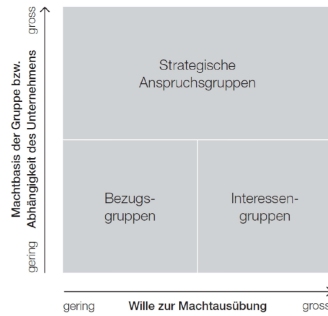 gross
Machtbasis der Gruppe bzw.
Abhängigkeit des Unternehmens
gering
Strategische
Anspruchsgruppen
Bezugs-
gruppen
Interessen-
gruppen
gering
Wille zur Machtausübung
gross